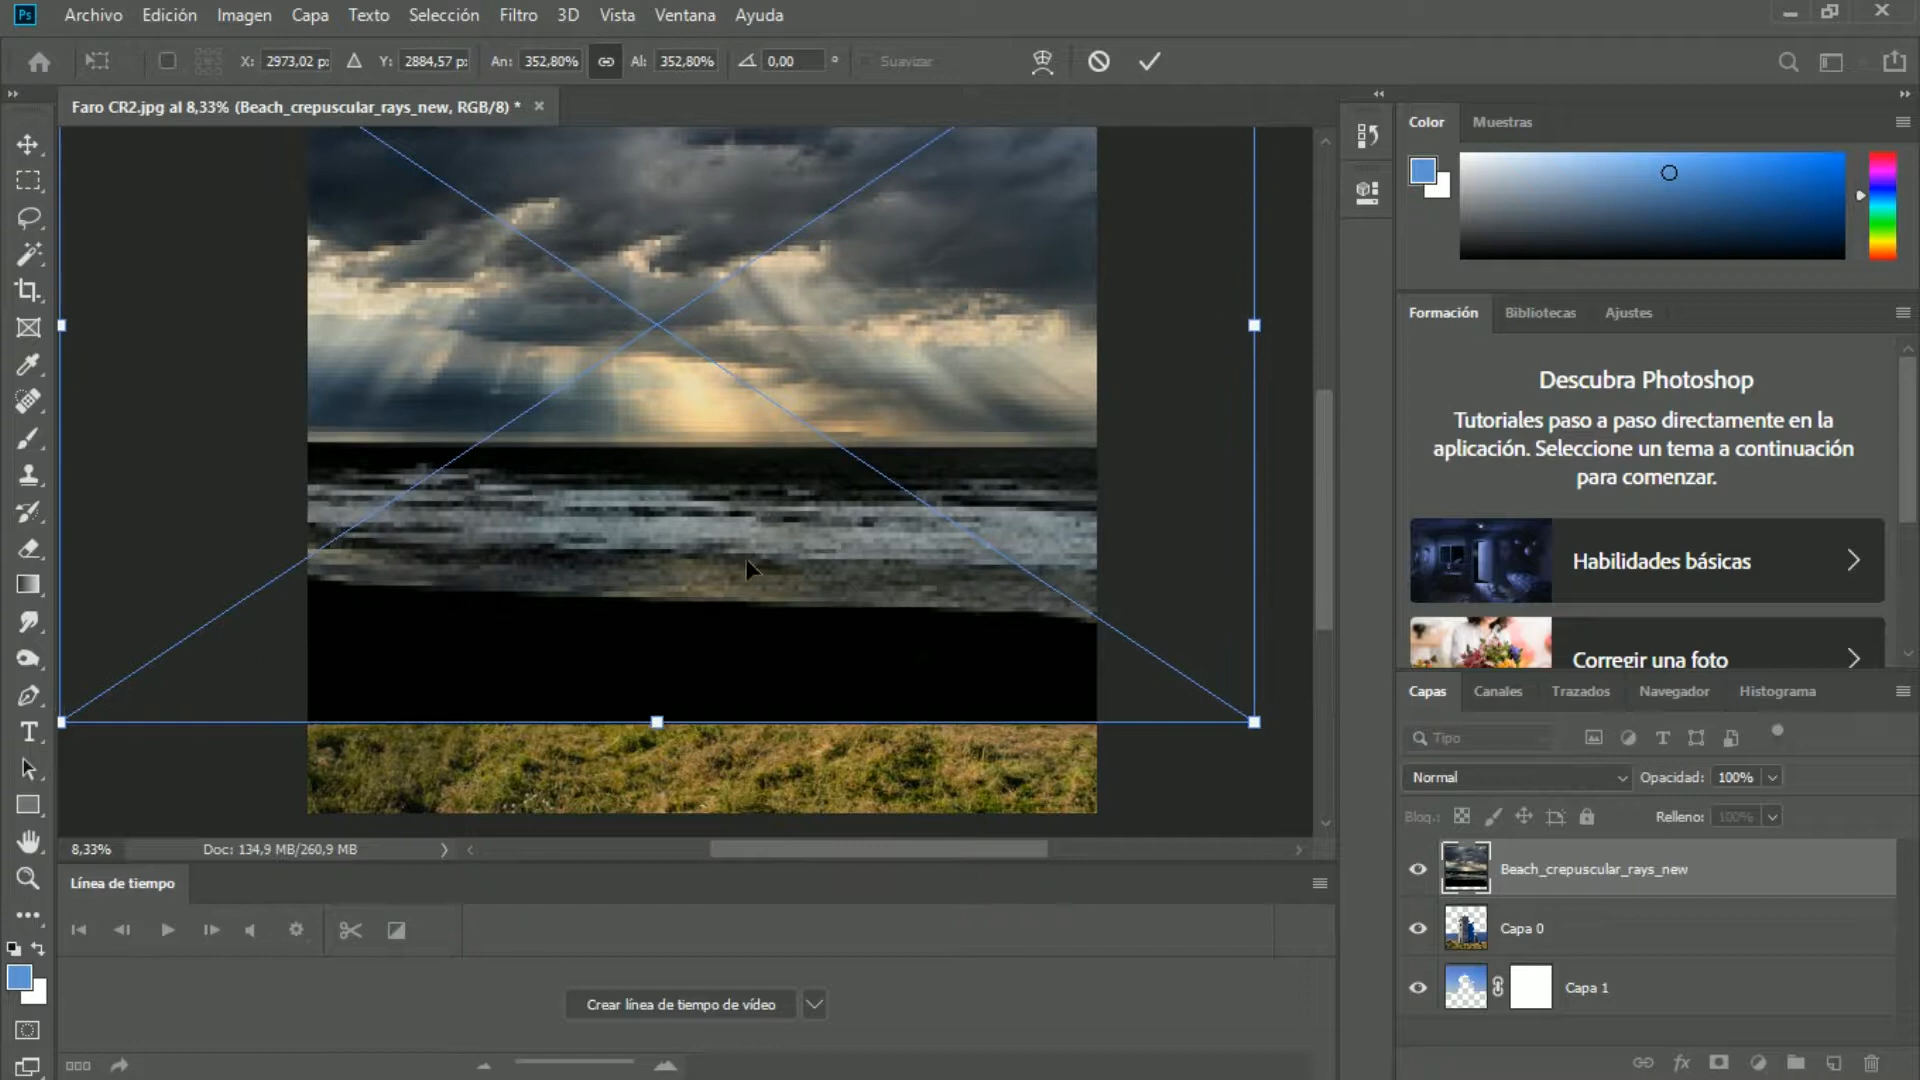 Ps Archivo Edición Imagen Capa Texto Selección Filtro 3D Vista Ventana Ayuda
X: 2973,02 p: Y: 2884,57 p: An: 352,80% Al: 352,80% 0,00 ° Suavizar
Faro CR2.jpg al 8,33% (Beach_crepuscular_rays_new, RGB/8) *
Color Muestras
Formación Bibliotecas Ajustes
Descubra Photoshop
Tutoriales paso a paso directamente en la
aplicación. Seleccione un tema a continuación
para comenzar.
Habilidades básicas
Corregir una foto
Capas Canales Trazados Navegador Histograma
Tipo
Normal Opacidad: 100%
Bloq.: Relleno: 100%
Beach_crepuscular_rays_new
Capa 0
Capa 1
8,33% Doc: 134,9 MB/260,9 MB
Línea de tiempo
Crear línea de tiempo de vídeo